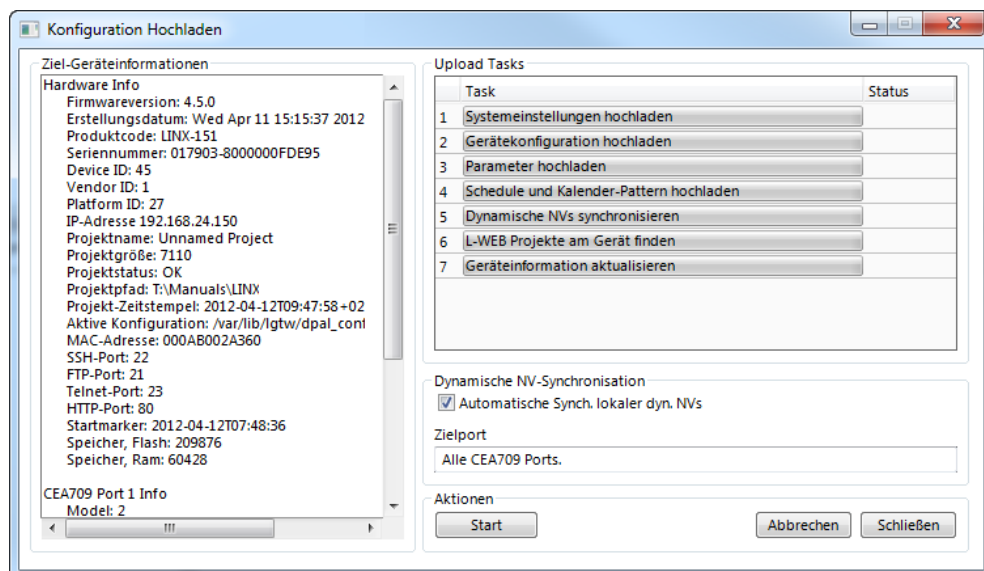 Konfiguration Hochladen
Ziel-Geräteinformationen
Hardware Info
Firmwareversion: 4.5.0
Erstellungsdatum: Wed Apr 11 15:15:37 2012
Produktcode: LINX-151
Seriennummer: 017903-8000000FDE95
Device ID: 45
Vendor ID: 1
Platform ID: 27
IP-Adresse 192.168.24.150
Projektname: Unnamed Project
Projektgröße: 7110
Projektstatus: OK
Projektpfad: T:\Manuals\LINX
Projekt-Zeitstempel: 2012-04-12T09:47:58+02
Aktive Konfiguration: /var/lib/lgtw/dpal_conf
MAC-Adresse: 000AB002A360
SSH-Port: 22
FTP-Port: 21
Telnet-Port: 23
HTTP-Port: 80
Startmarker: 2012-04-12T07:48:36
Speicher, Flash: 209876
Speicher, Ram: 60428
CEA709 Port 1 Info
Model: 2
Upload Tasks
Task Status
1 Systemeinstellungen hochladen
2 Gerätekonfiguration hochladen
3 Parameter hochladen
4 Schedule und Kalender-Pattern hochladen
5 Dynamische NVs synchronisieren
6 L-WEB Projekte am Gerät finden
7 Geräteinformation aktualisieren
Dynamische NV-Synchronisation
Automatische Synch. lokaler dyn. NVs
Zielport
Alle CEA709 Ports.
Aktionen
Start Abbrechen Schließen